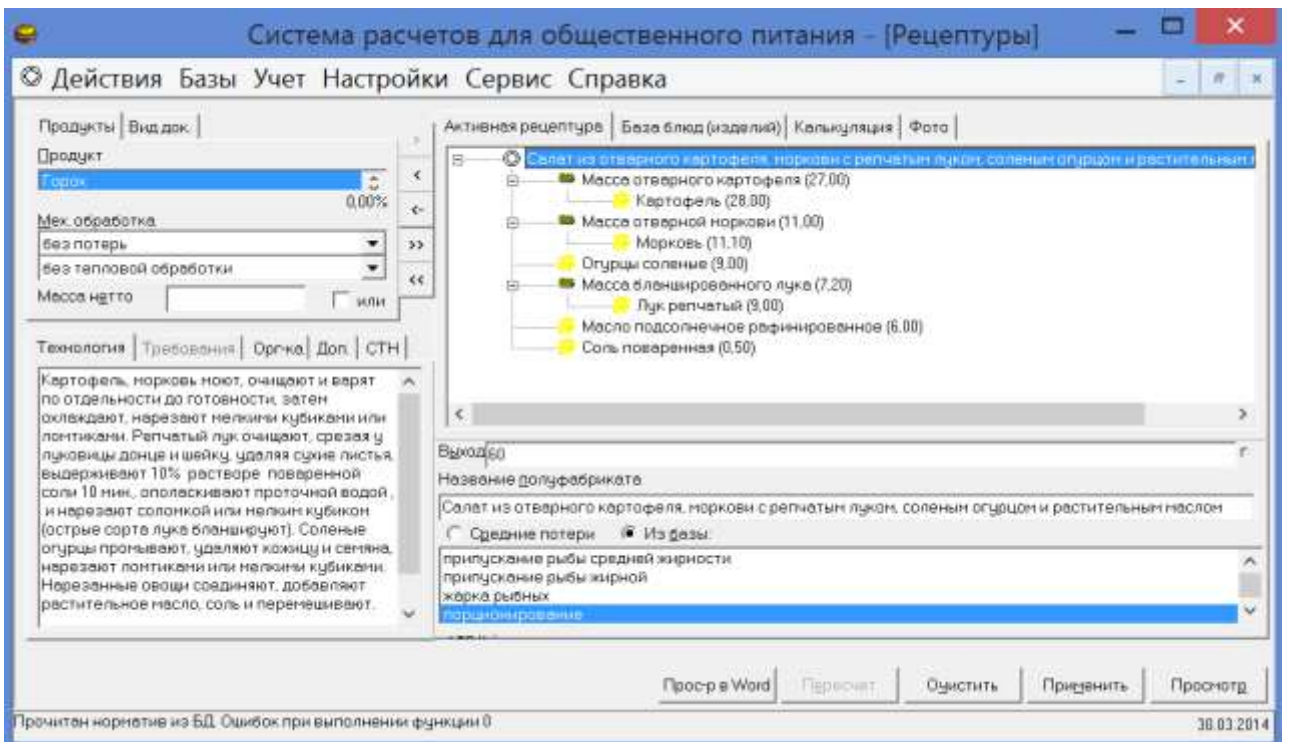 Система расчетов для общественного питания - [Рецептуры]
Действия Базы Учет Настройки Сервис Справка
Продукты Вид док.
Продукт
Горох
0,00%
Мех. обработка
без потерь
без тепловой обработки
Масса нетто
или
>
<
<-
>>
<<
Технология Требования Орг-ка Доп. СТН
Картофель, морковь моют, очищают и варят
по отдельности до готовности, затем
охлаждают, нарезают мелкими кубиками или
ломтиками. Репчатый лук очищают, срезая у
луковицы донце и шейку, удаляя сухие листья,
выдерживают 10% растворе поваренной
соли 10 мин., ополаскивают проточной водой ,
и нарезают соломкой или мелким кубиком
(острые сорта лука бланшируют). Соленые
огурцы промывают, удаляют кожицу и семяна,
нарезают ломтиками или мелкими кубиками.
Нарезанные овощи соединяют, добавляют
растительное масло, соль и перемешивают.
Активная рецептура База блюд (изделий) Калькуляция Фото
Салат из отварного картофеля, моркови с репчатым луком, соленым огурцом и растительным
Масса отварного картофеля (27,00)
Картофель (28,00)
Масса отварной моркови (11,00)
Морковь (11,10)
Огурцы соленые (9,00)
Масса бланшированного лука (7,20)
Лук репчатый (9,00)
Масло подсолнечное рафинированное (6,00)
Соль поваренная (0,50)
Выход 60 г
Название полуфабриката
Салат из отварного картофеля, моркови с репчатым луком, соленым огурцом и растительным маслом
Средние потери Из базы:
припускание рыбы средней жирности
припускание рыбы жирной
жарка рыбных
порционирование
Прос-р в Word Пересчет Очистить Применить Просмотр
Прочитан норматив из БД. Ошибок при выполнении функции 0
30.03.2014